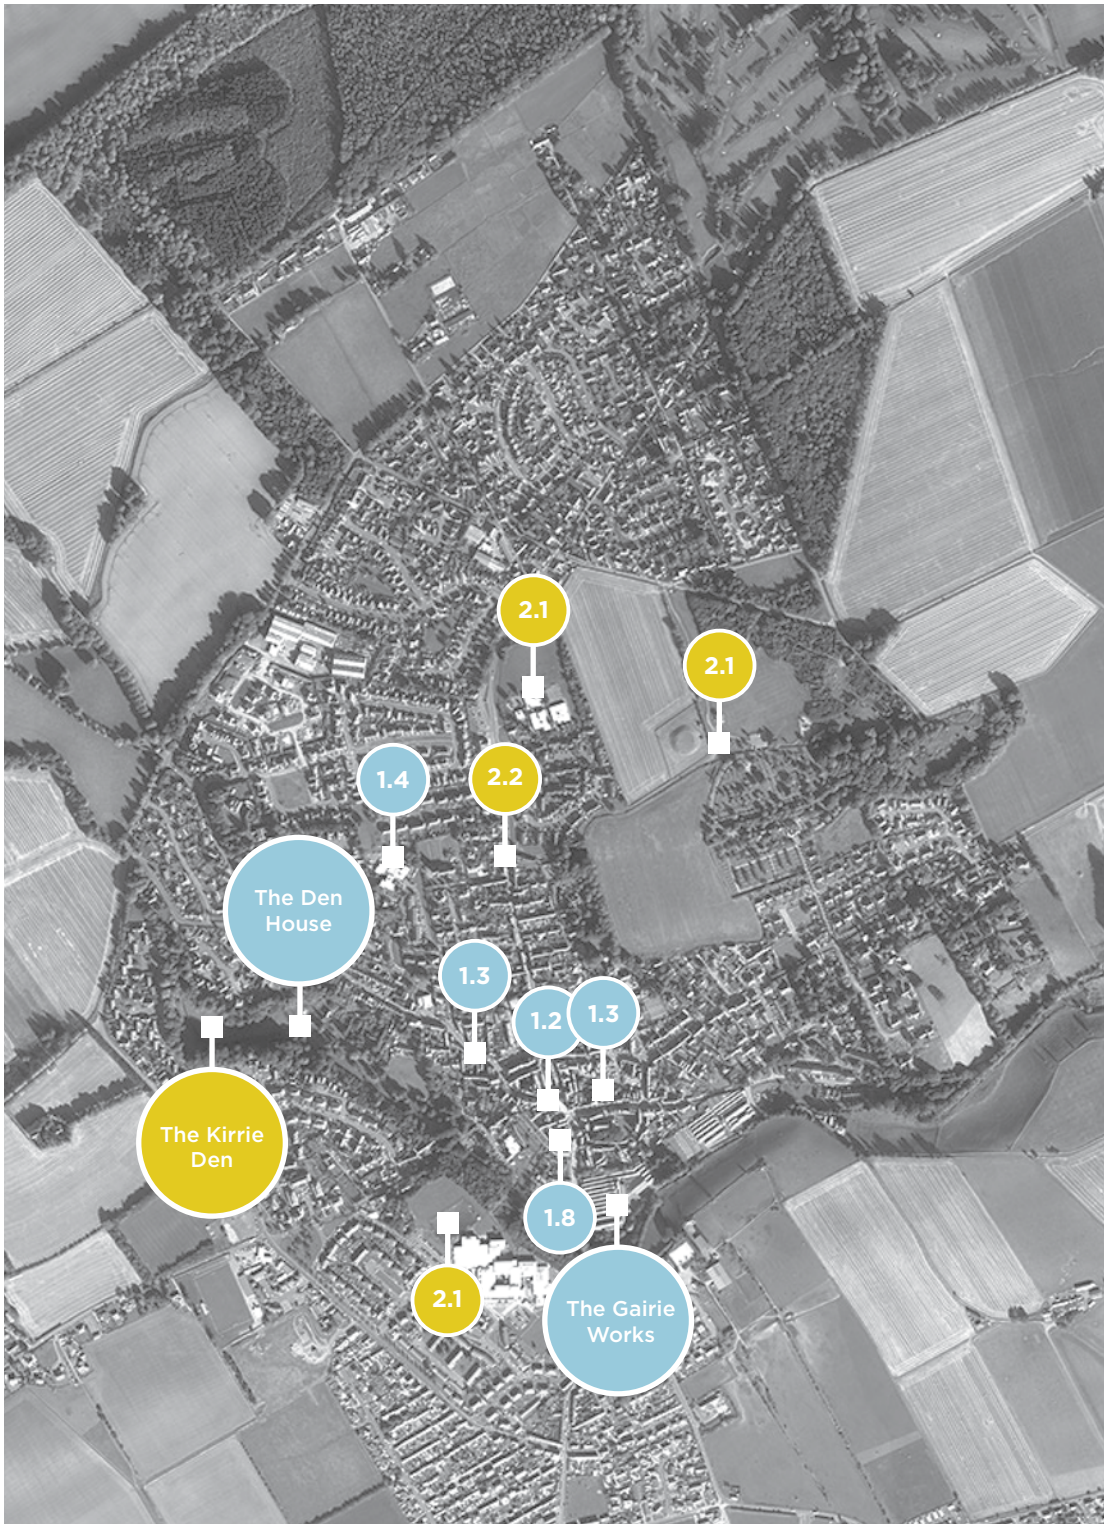 2.1
2.1
1.4
2.2
The Den
House
1.3
1.2
1.3
The Kirrie
Den
1.8
2.1
The Gairie
Works